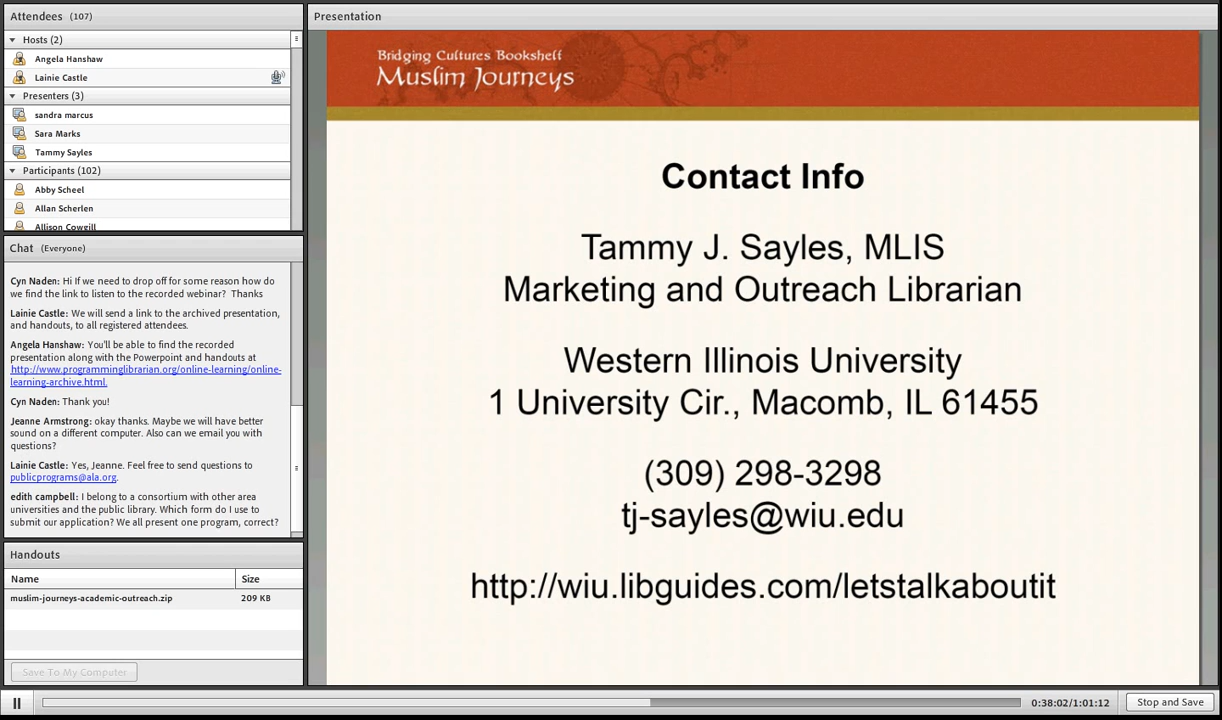 Attendees (107)
Hosts (2)
Angela Hanshaw
Lainie Castle
Presenters (3)
sandra marcus
Sara Marks
Tammy Sayles
Participants (102)
Abby Scheel
Allan Scherlen
Allison Cowgill
Chat (Everyone)
Cyn Naden: Hi If we need to drop off for some reason how do
we find the link to listen to the recorded webinar? Thanks
Lainie Castle: We will send a link to the archived presentation,
and handouts, to all registered attendees.
Angela Hanshaw: You'll be able to find the recorded
presentation along with the Powerpoint and handouts at
http://www.programminglibrarian.org/online-learning/online-
learning-archive.html.
Cyn Naden: Thank you!
Jeanne Armstrong: okay thanks. Maybe we will have better
sound on a different computer. Also can we email you with
questions?
Lainie Castle: Yes, Jeanne. Feel free to send questions to
publicprograms@ala.org.
edith campbell: I belong to a consortium with other area
universities and the public library. Which form do I use to
submit our application? We all present one program, correct?
Handouts
Name Size
muslim-journeys-academic-outreach.zip 209 KB
Save To My Computer
Presentation
Bridging Cultures Bookshelf
Muslim Journeys
Contact Info
Tammy J. Sayles, MLIS
Marketing and Outreach Librarian
Western Illinois University
1 University Cir., Macomb, IL 61455
(309) 298-3298
tj-sayles@wiu.edu
http://wiu.libguides.com/letstalkaboutit
0:38:02/1:01:12
Stop and Save